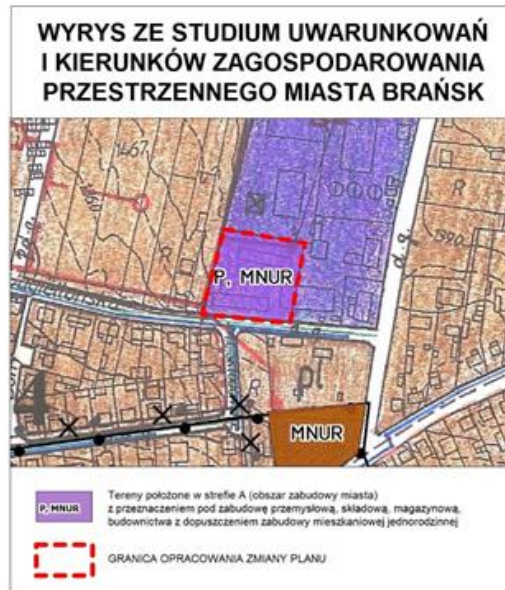 WYRYS ZE STUDIUM UWARUNKOWAŃ
I KIERUNKÓW ZAGOSPODAROWANIA
PRZESTRZENNEGO MIASTA BRAŃSK
1467
R
R
P, MNUR
R
pl
MNUR
P, MNUR
Tereny położone w strefie A (obszar zabudowy miasta)
z przeznaczeniem pod zabudowę przemysłową, składową, magazynową,
budownictwa z dopuszczeniem zabudowy mieszkaniowej jednorodzinnej
GRANICA OPRACOWANIA ZMIANY PLANU